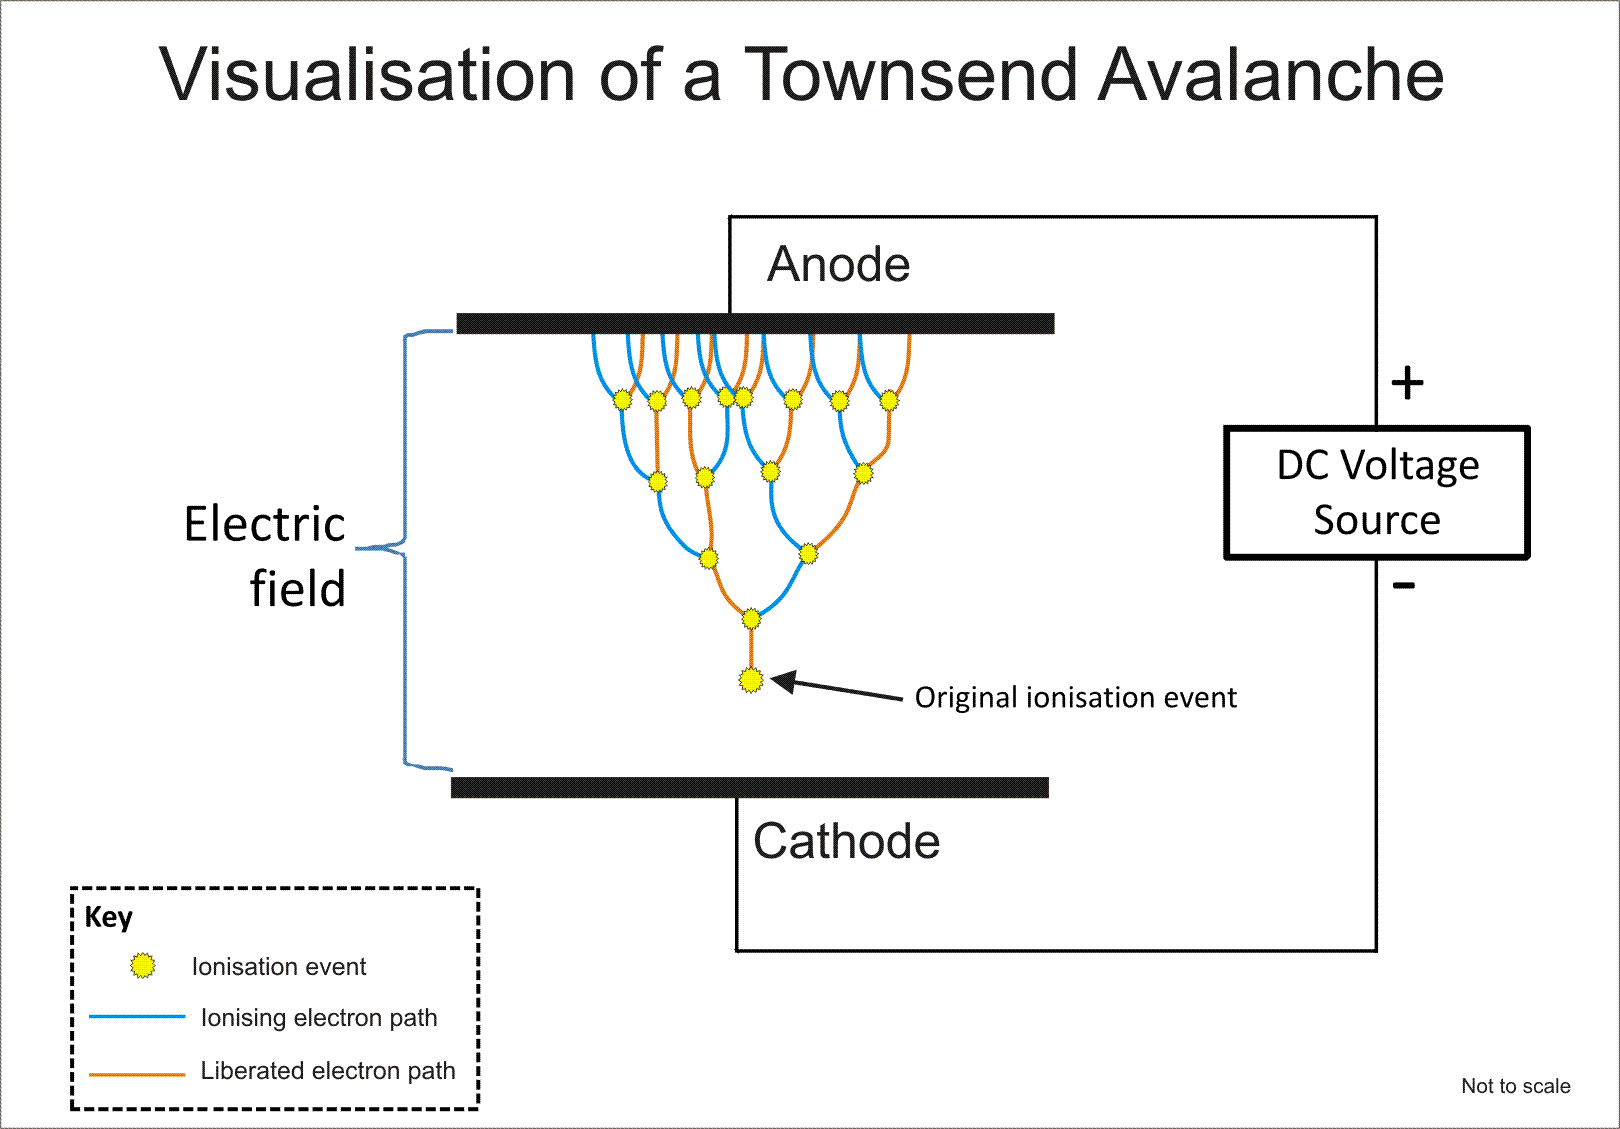 Visualisation of a Townsend Avalanche
Anode
+
DC Voltage
Source
-
Electric
field
Original ionisation event
Cathode
Key
Ionisation event
Ionising electron path
Liberated electron path
Not to scale